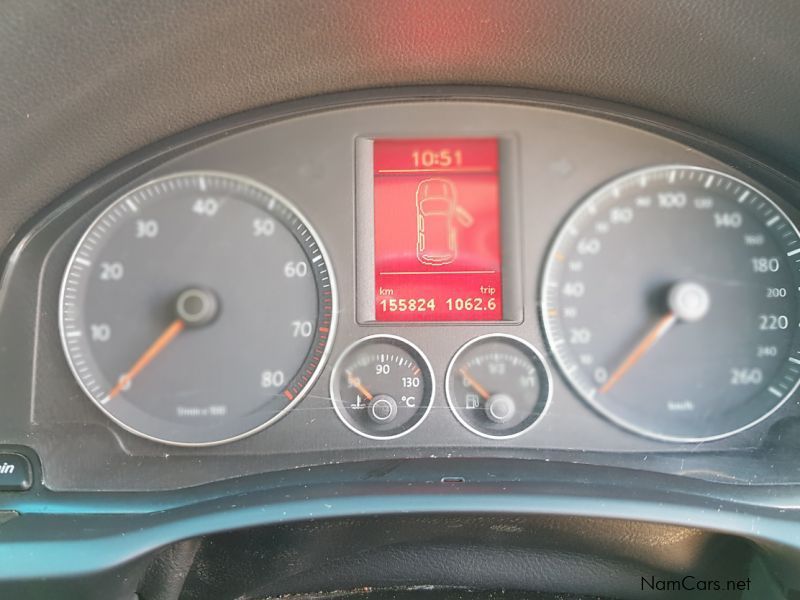 10:51
km trip
155824 1062.6
0 10 20 30 40 50 60 70 80
1/min x 100
50 90 130
°C
1/2 1/1
0 20 40 60 80 100 120 140 160 180 200 220 240 260
km/h
in
NamCars.net